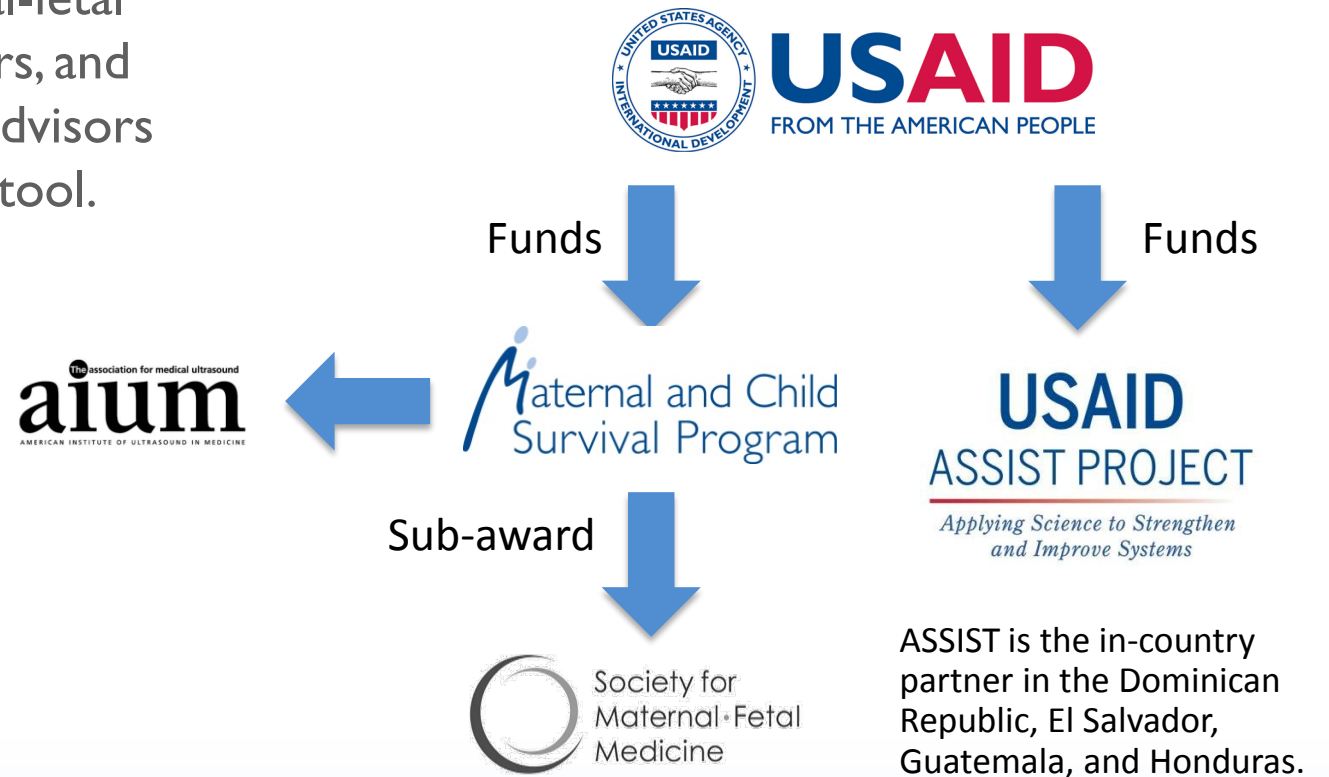 al-fetal
rs, and
dvisors
tool.
UNITED STATES AGENCY
USAID
INTERNATIONAL DEVELOPMENT
USAID
FROM THE AMERICAN PEOPLE
Funds
Funds
The association for medical ultrasound
aium
AMERICAN INSTITUTE OF ULTRASOUND IN MEDICINE
Maternal and Child
Survival Program
USAID
ASSIST PROJECT
Applying Science to Strengthen
and Improve Systems
Sub-award
Society for
Maternal•Fetal
Medicine
ASSIST is the in-country
partner in the Dominican
Republic, El Salvador,
Guatemala, and Honduras.